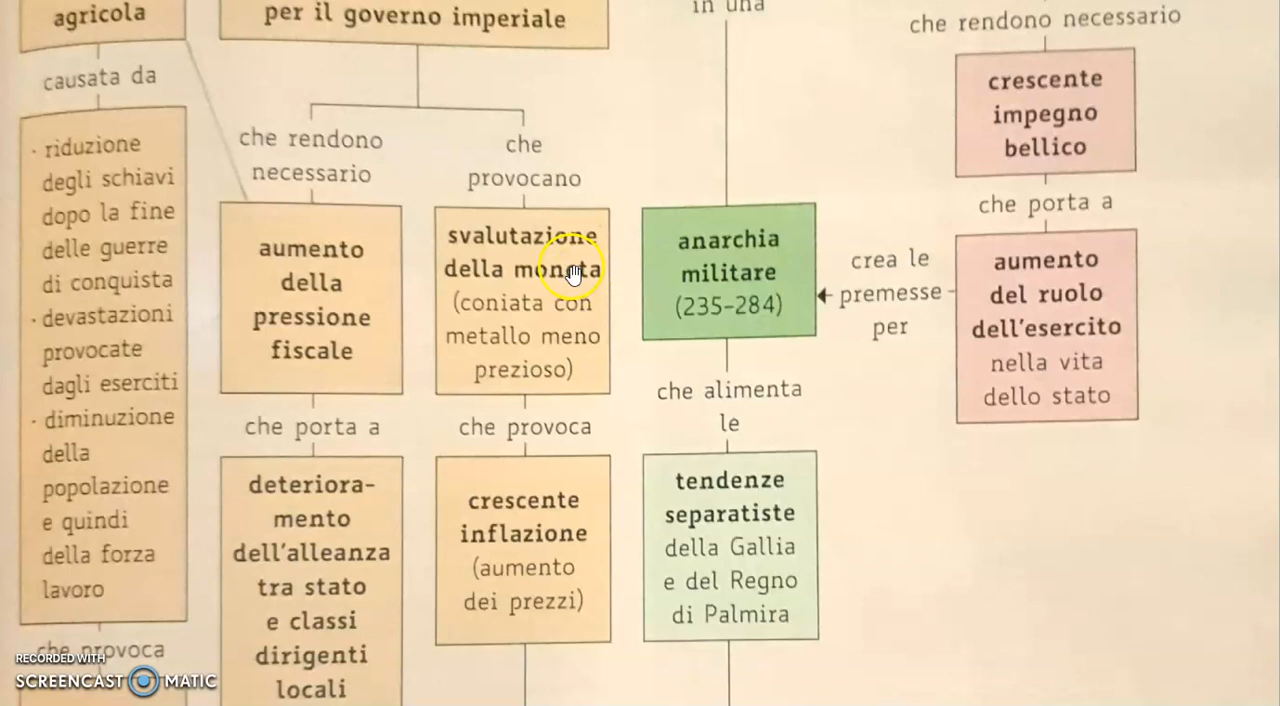 agricola
causata da
· riduzione
degli schiavi
dopo la fine
delle guerre
di conquista
· devastazioni
provocate
dagli eserciti
· diminuzione
della
popolazione
e quindi
della forza
lavoro
che provoca
per il governo imperiale
che rendono
necessario
aumento
della
pressione
fiscale
che porta a
deteriora-
mento
dell'alleanza
tra stato
e classi
dirigenti
locali
che
provocano
svalutazione
della moneta
(coniata con
metallo meno
prezioso)
che provoca
crescente
inflazione
(aumento
dei prezzi)
in una
anarchia
militare
(235-284)
che alimenta
le
tendenze
separatiste
della Gallia
e del Regno
di Palmira
crea le
premesse
per
che rendono necessario
crescente
impegno
bellico
che porta a
aumento
del ruolo
dell'esercito
nella vita
dello stato
RECORDED WITH
SCREENCAST MATIC